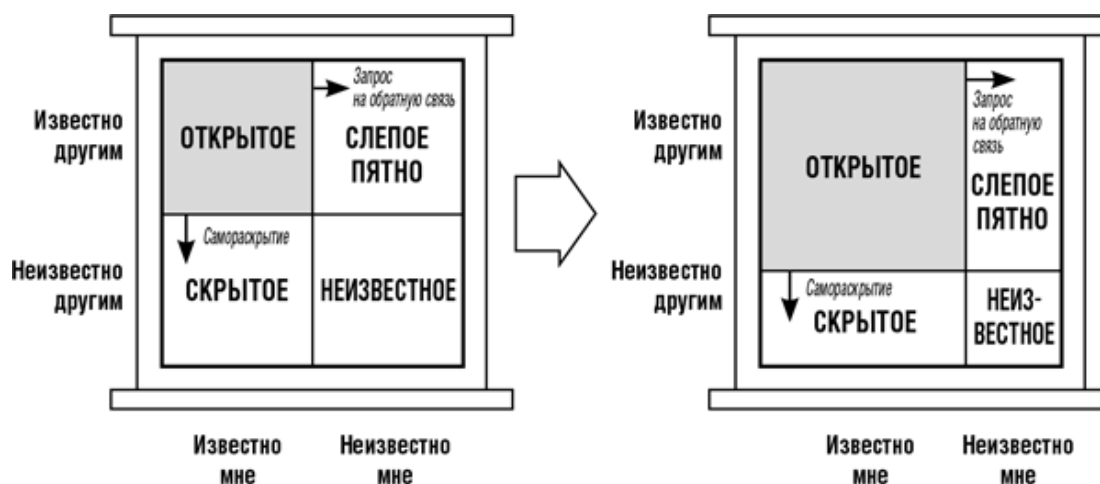 Известно
другим
Неизвестно
другим
ОТКРЫТОЕ
Запрос
на обратную связь
СЛЕПОЕ
ПЯТНО
Самораскрытие
СКРЫТОЕ
НЕИЗВЕСТНОЕ
Известно
мне
Неизвестно
мне
Известно
другим
Неизвестно
другим
ОТКРЫТОЕ
Запрос
на обратную
связь
СЛЕПОЕ
ПЯТНО
Самораскрытие
СКРЫТОЕ
НЕИЗ-
ВЕСТНОЕ
Известно
мне
Неизвестно
мне